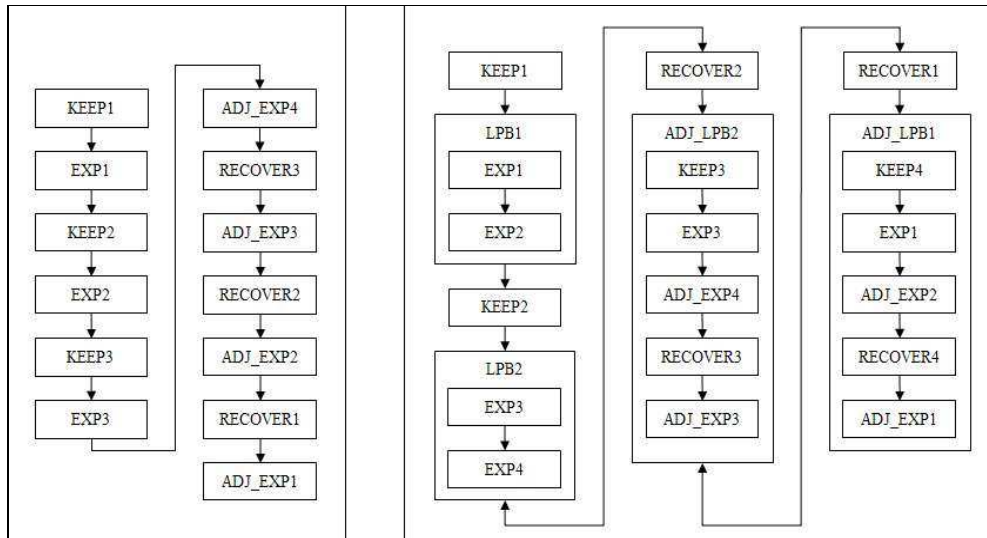 KEEP1
EXP1
KEEP2
EXP2
KEEP3
EXP3
ADJ_EXP4
RECOVER3
ADJ_EXP3
RECOVER2
ADJ_EXP2
RECOVER1
ADJ_EXP1
KEEP1
LPB1
EXP1
EXP2
KEEP2
LPB2
EXP3
EXP4
RECOVER2
ADJ_LPB2
KEEP3
EXP3
ADJ_EXP4
RECOVER3
ADJ_EXP3
RECOVER1
ADJ_LPB1
KEEP4
EXP1
ADJ_EXP2
RECOVER4
ADJ_EXP1